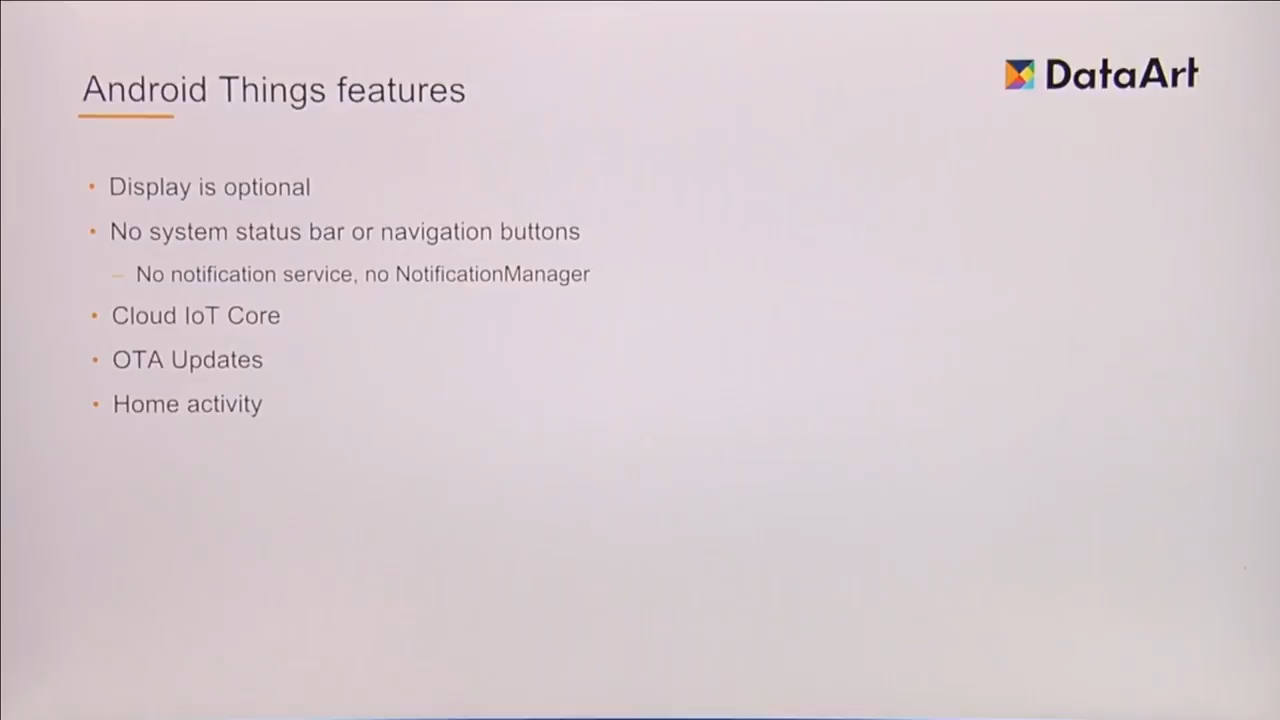 Android Things features
DataArt
• Display is optional
• No system status bar or navigation buttons
– No notification service, no NotificationManager
• Cloud IoT Core
• OTA Updates
• Home activity